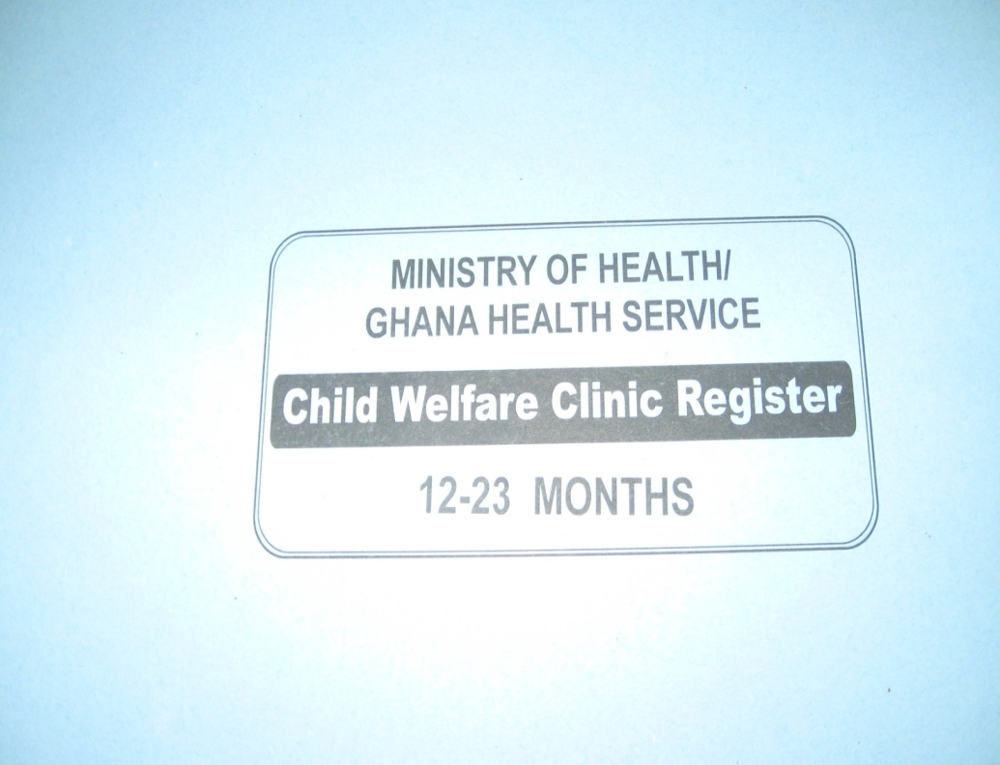 MINISTRY OF HEALTH/
GHANA HEALTH SERVICE
Child Welfare Clinic Register
12-23 MONTHS